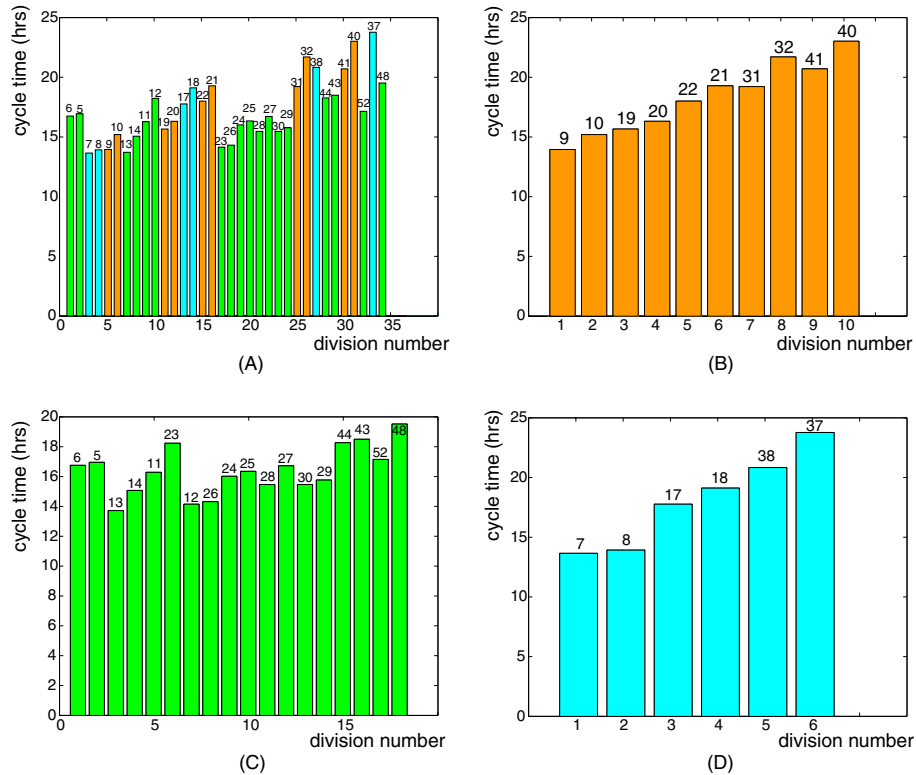 cycle time (hrs)
25
20
15
10
5
0
6 5 7 8 9 10 13 14 11 12 19 20 17 18 22 21 23 26 24 25 28 27 30 29 31 32 38 44 43 41 40 52 37 48
0 5 10 15 20 25 30 35
division number
(A)
cycle time (hrs)
25
20
15
10
5
0
9 10 19 20 22 21 31 32 41 40
1 2 3 4 5 6 7 8 9 10
division number
(B)
cycle time (hrs)
20
18
16
14
12
10
8
6
4
2
0
6 5 13 14 11 23 12 26 24 25 28 27 30 29 44 43 52 48
0 5 10 15
division number
(C)
cycle time (hrs)
25
20
15
10
5
0
7 8 17 18 38 37
1 2 3 4 5 6
division number
(D)